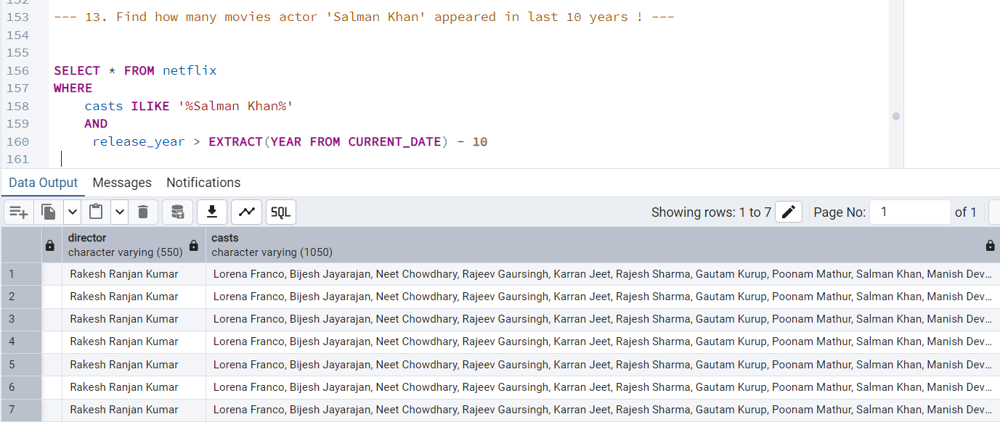 152
153 --- 13. Find how many movies actor 'Salman Khan' appeared in last 10 years ! ---
154
155
156 SELECT * FROM netflix
157 WHERE
158 casts ILIKE '%Salman Khan%'
159 AND
160 release_year > EXTRACT(YEAR FROM CURRENT_DATE) - 10
161
Data Output Messages Notifications
SQL Showing rows: 1 to 7 Page No: 1 of 1
director casts
character varying (550) character varying (1050)
1 Rakesh Ranjan Kumar Lorena Franco, Bijesh Jayarajan, Neet Chowdhary, Rajeev Gaursingh, Karran Jeet, Rajesh Sharma, Gautam Kurup, Poonam Mathur, Salman Khan, Manish Dev...
2 Rakesh Ranjan Kumar Lorena Franco, Bijesh Jayarajan, Neet Chowdhary, Rajeev Gaursingh, Karran Jeet, Rajesh Sharma, Gautam Kurup, Poonam Mathur, Salman Khan, Manish Dev...
3 Rakesh Ranjan Kumar Lorena Franco, Bijesh Jayarajan, Neet Chowdhary, Rajeev Gaursingh, Karran Jeet, Rajesh Sharma, Gautam Kurup, Poonam Mathur, Salman Khan, Manish Dev...
4 Rakesh Ranjan Kumar Lorena Franco, Bijesh Jayarajan, Neet Chowdhary, Rajeev Gaursingh, Karran Jeet, Rajesh Sharma, Gautam Kurup, Poonam Mathur, Salman Khan, Manish Dev...
5 Rakesh Ranjan Kumar Lorena Franco, Bijesh Jayarajan, Neet Chowdhary, Rajeev Gaursingh, Karran Jeet, Rajesh Sharma, Gautam Kurup, Poonam Mathur, Salman Khan, Manish Dev...
6 Rakesh Ranjan Kumar Lorena Franco, Bijesh Jayarajan, Neet Chowdhary, Rajeev Gaursingh, Karran Jeet, Rajesh Sharma, Gautam Kurup, Poonam Mathur, Salman Khan, Manish Dev...
7 Rakesh Ranjan Kumar Lorena Franco, Bijesh Jayarajan, Neet Chowdhary, Rajeev Gaursingh, Karran Jeet, Rajesh Sharma, Gautam Kurup, Poonam Mathur, Salman Khan, Manish Dev...